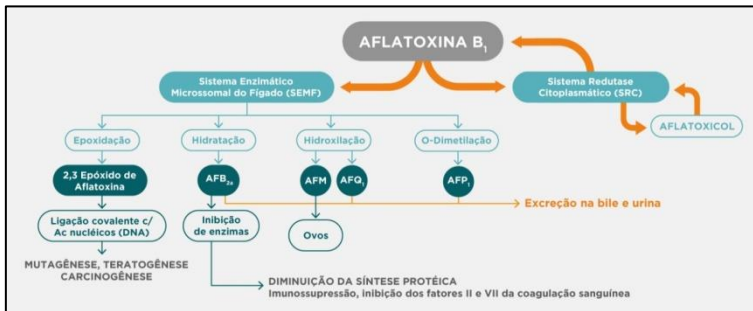 AFLATOXINA B₁
Sistema Enzimático
Microssomal do Fígado (SEMF)
Sistema Redutase
Citoplasmático (SRC)
AFLATOXICOL
Epoxidação
Hidratação
Hidroxilação
O-Dimetilação
2,3 Epóxido de
Aflatoxina
AFB₂ₐ
AFM
AFQ₁
AFP₁
Excreção na bile e urina
Ligação covalente c/
Ac nucléicos (DNA)
Inibição
de enzimas
Ovos
MUTAGÊNESE, TERATOGÊNESE
CARCINOGÊNESE
DIMINUIÇÃO DA SÍNTESE PROTÉICA
Imunossupressão, inibição dos fatores II e VII da coagulação sanguínea